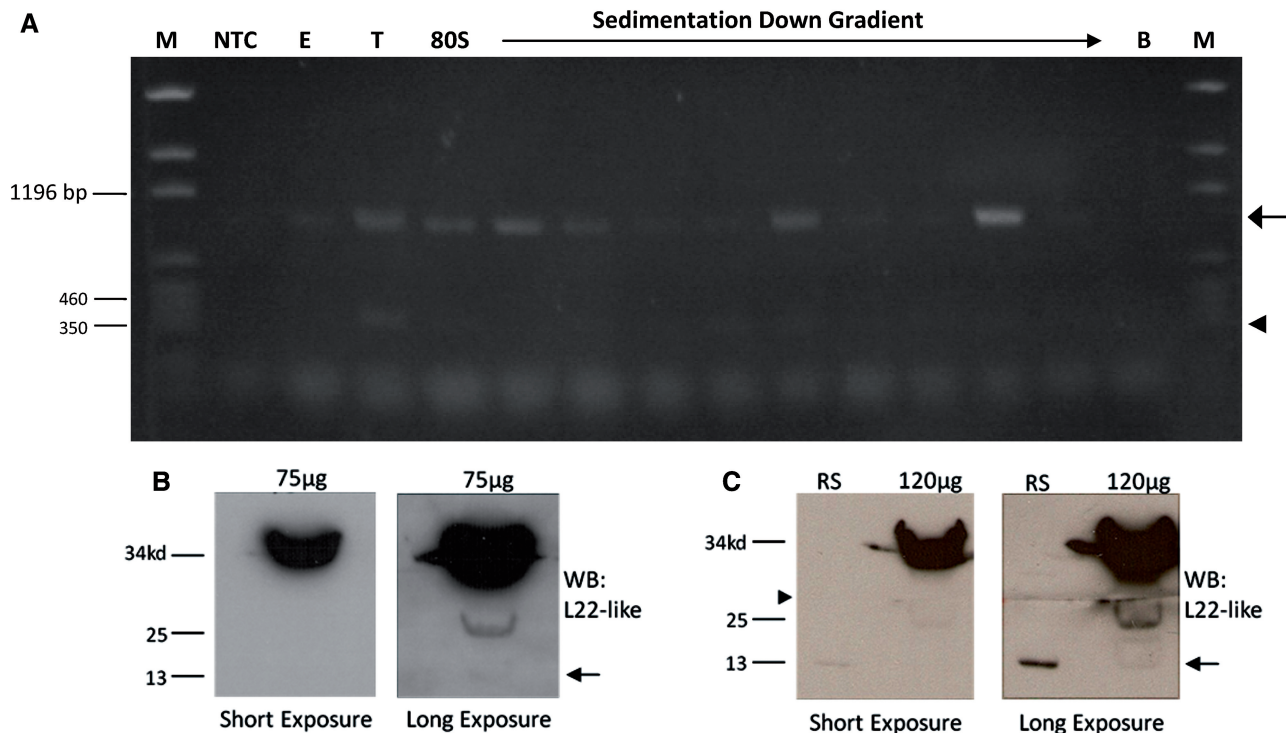 A
Sedimentation Down Gradient
M NTC E T 80S B M
1196 bp
460
350
B
75µg 75µg
34kd
25
13
WB:
L22-like
Short Exposure Long Exposure
C
RS 120µg RS 120µg
34kd
25
13
WB:
L22-like
Short Exposure Long Exposure